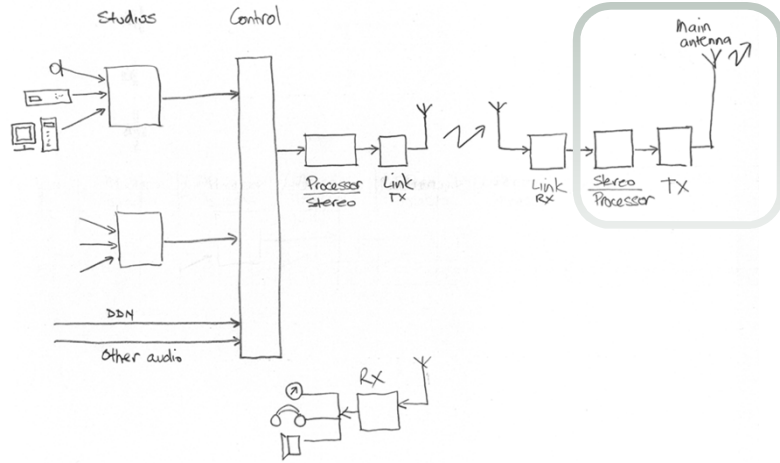 Studios
Control
Main
antenna
Processor
Stereo
Link
TX
Link
RX
Stereo
Processor
TX
DDN
Other audio
RX